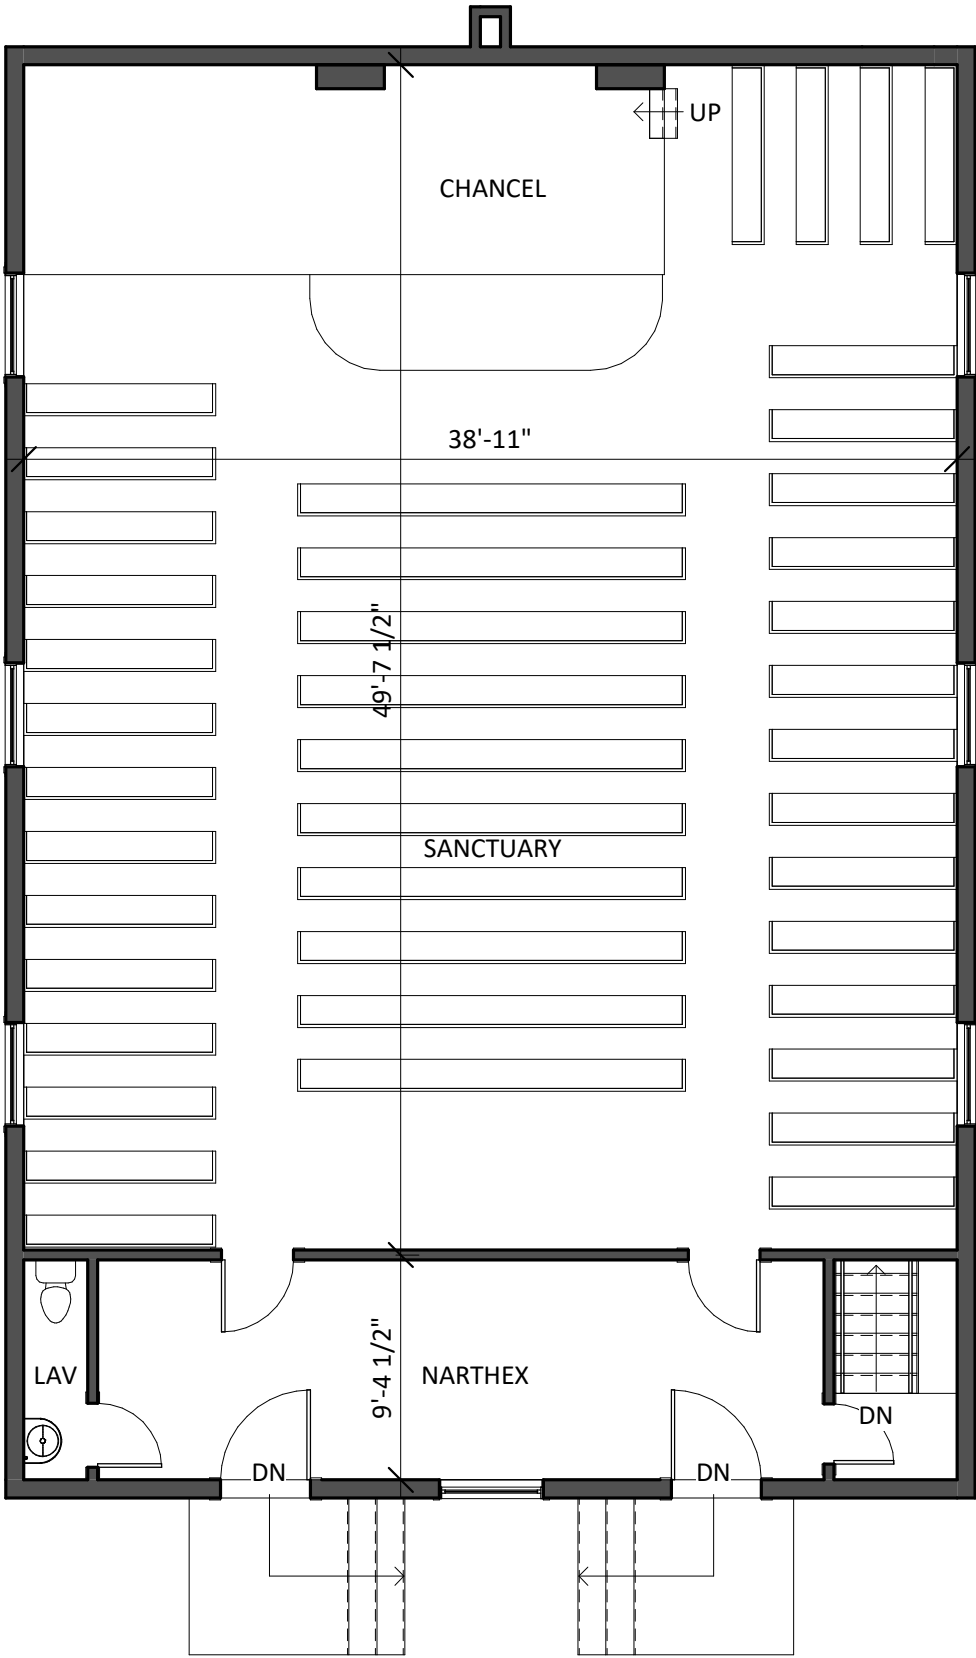 UP
CHANCEL
38'-11"
49'-7 1/2"
SANCTUARY
9'-4 1/2"
LAV
NARTHEX
DN
DN
DN